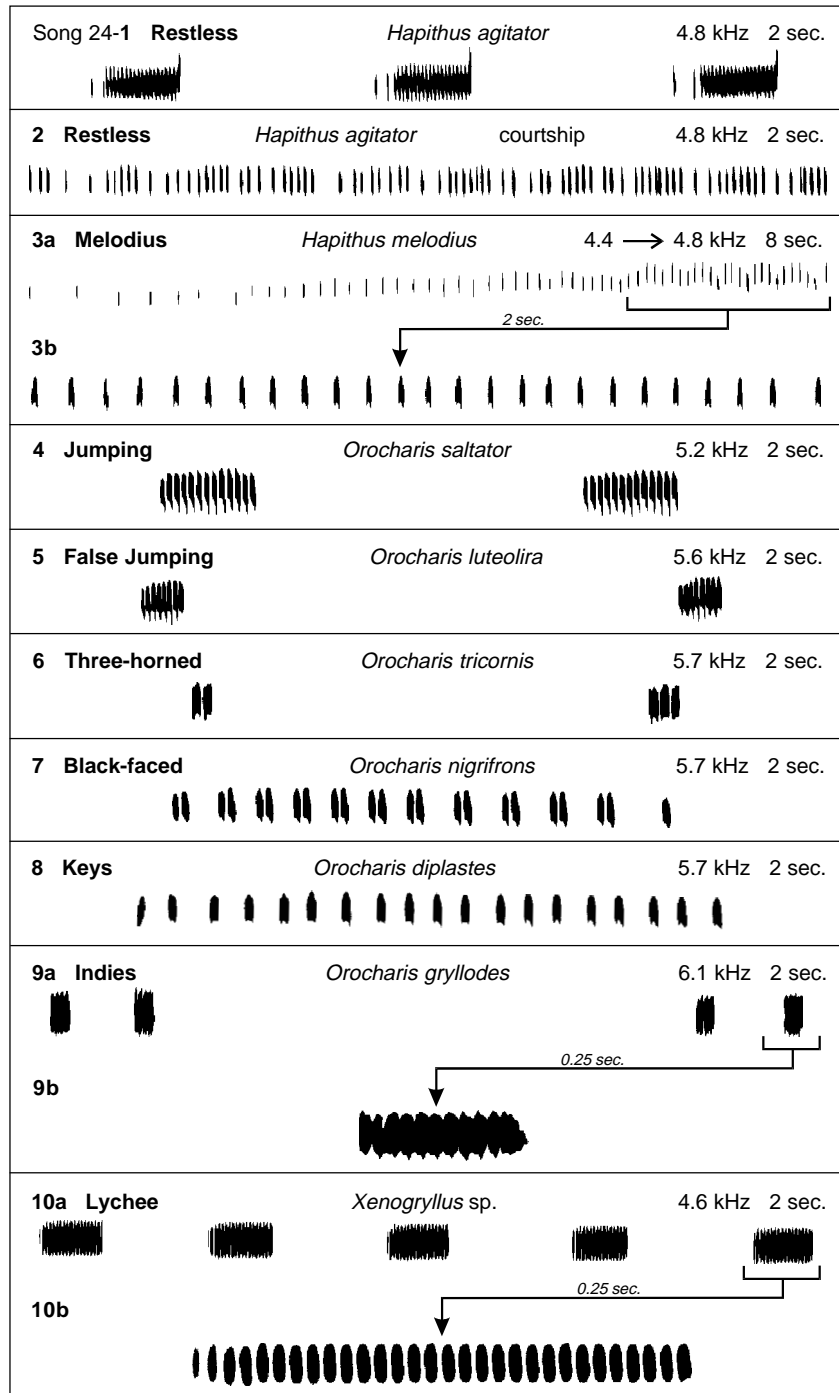 Song 24-1 Restless Hapithus agitator 4.8 kHz 2 sec.
2 Restless Hapithus agitator courtship 4.8 kHz 2 sec.
3a Melodius Hapithus melodius 4.4 → 4.8 kHz 8 sec.
2 sec.
3b
4 Jumping Orocharis saltator 5.2 kHz 2 sec.
5 False Jumping Orocharis luteolira 5.6 kHz 2 sec.
6 Three-horned Orocharis tricornis 5.7 kHz 2 sec.
7 Black-faced Orocharis nigrifrons 5.7 kHz 2 sec.
8 Keys Orocharis diplastes 5.7 kHz 2 sec.
9a Indies Orocharis gryllodes 6.1 kHz 2 sec.
0.25 sec.
9b
10a Lychee Xenogryllus sp. 4.6 kHz 2 sec.
0.25 sec.
10b